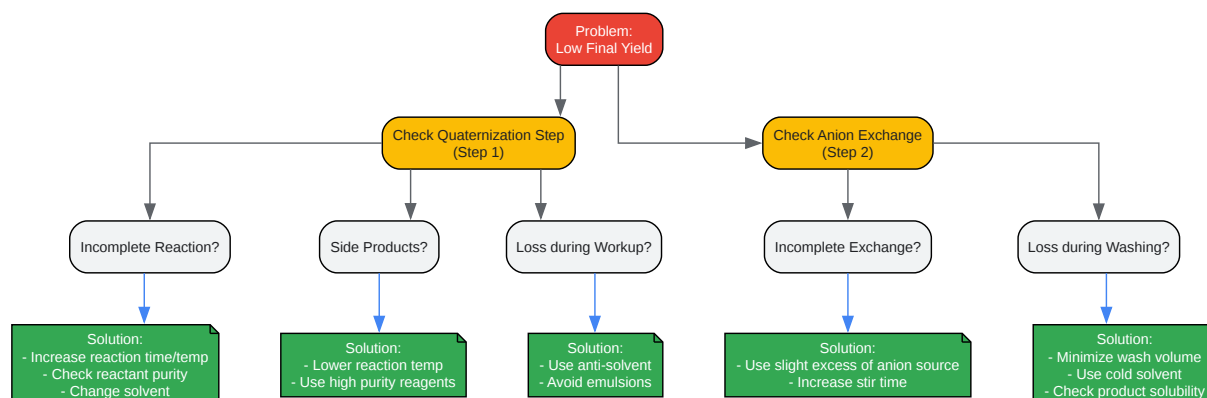 Problem:
Low Final Yield
Check Quaternization Step
(Step 1)
Check Anion Exchange
(Step 2)
Incomplete Reaction?
Side Products?
Loss during Workup?
Incomplete Exchange?
Loss during Washing?
Solution:
- Increase reaction time/temp
- Check reactant purity
- Change solvent
Solution:
- Lower reaction temp
- Use high purity reagents
Solution:
- Use anti-solvent
- Avoid emulsions
Solution:
- Use slight excess of anion source
- Increase stir time
Solution:
- Minimize wash volume
- Use cold solvent
- Check product solubility